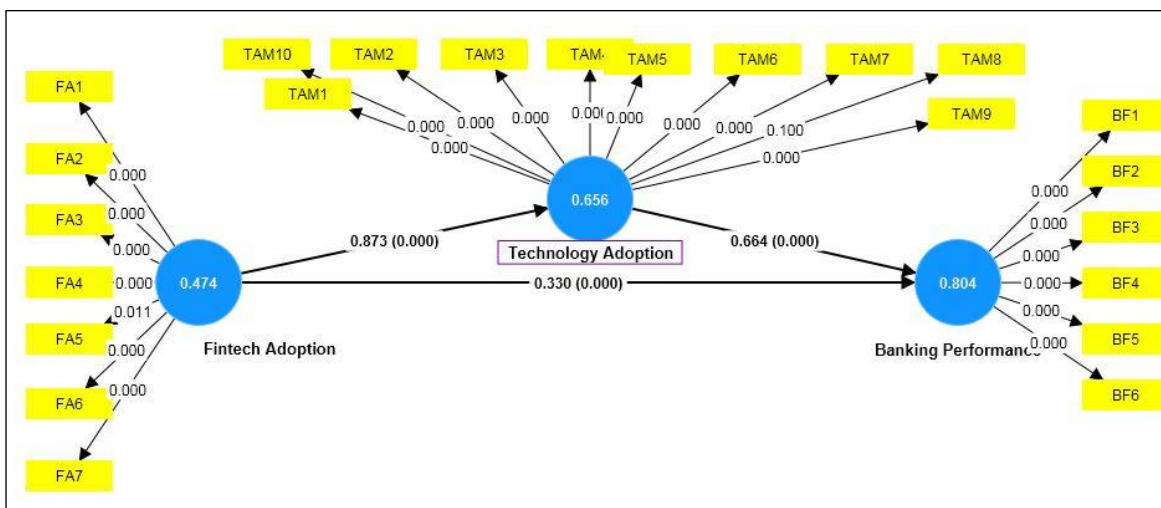 TAM10
TAM2
TAM3
TAM4
TAM5
TAM6
TAM7
TAM8
TAM1
TAM9
FA1
FA2
FA3
FA4
FA5
FA6
FA7
BF1
BF2
BF3
BF4
BF5
BF6
0.000
0.000
0.000
0.000
0.000
0.000
0.000
0.000
0.100
0.000
0.000
0.000
0.000
0.000
0.011
0.000
0.000
0.000
0.000
0.000
0.000
0.000
0.000
0.656
Technology Adoption
0.873 (0.000)
0.664 (0.000)
0.474
0.330 (0.000)
0.804
Fintech Adoption
Banking Performance